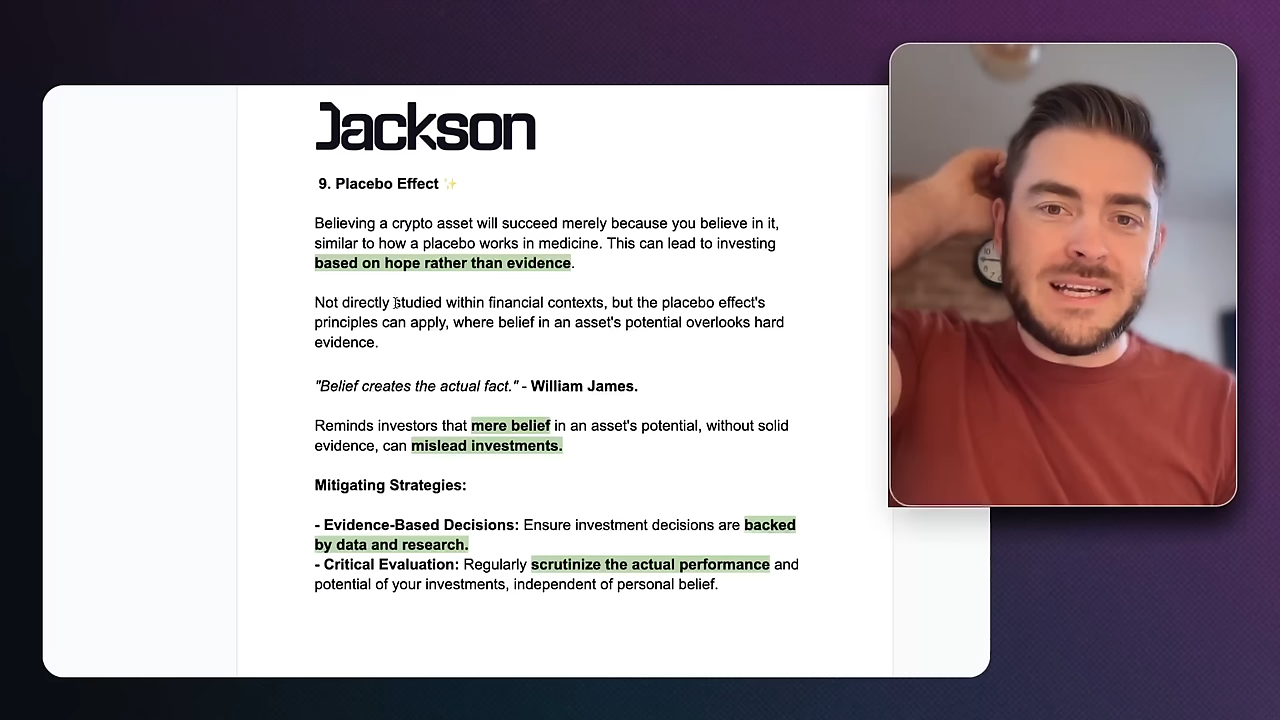 Jackson
9. Placebo Effect ✨
Believing a crypto asset will succeed merely because you believe in it,
similar to how a placebo works in medicine. This can lead to investing
based on hope rather than evidence.
Not directly studied within financial contexts, but the placebo effect's
principles can apply, where belief in an asset's potential overlooks hard
evidence.
"Belief creates the actual fact." - William James.
Reminds investors that mere belief in an asset's potential, without solid
evidence, can mislead investments.
Mitigating Strategies:
- Evidence-Based Decisions: Ensure investment decisions are backed
by data and research.
- Critical Evaluation: Regularly scrutinize the actual performance and
potential of your investments, independent of personal belief.